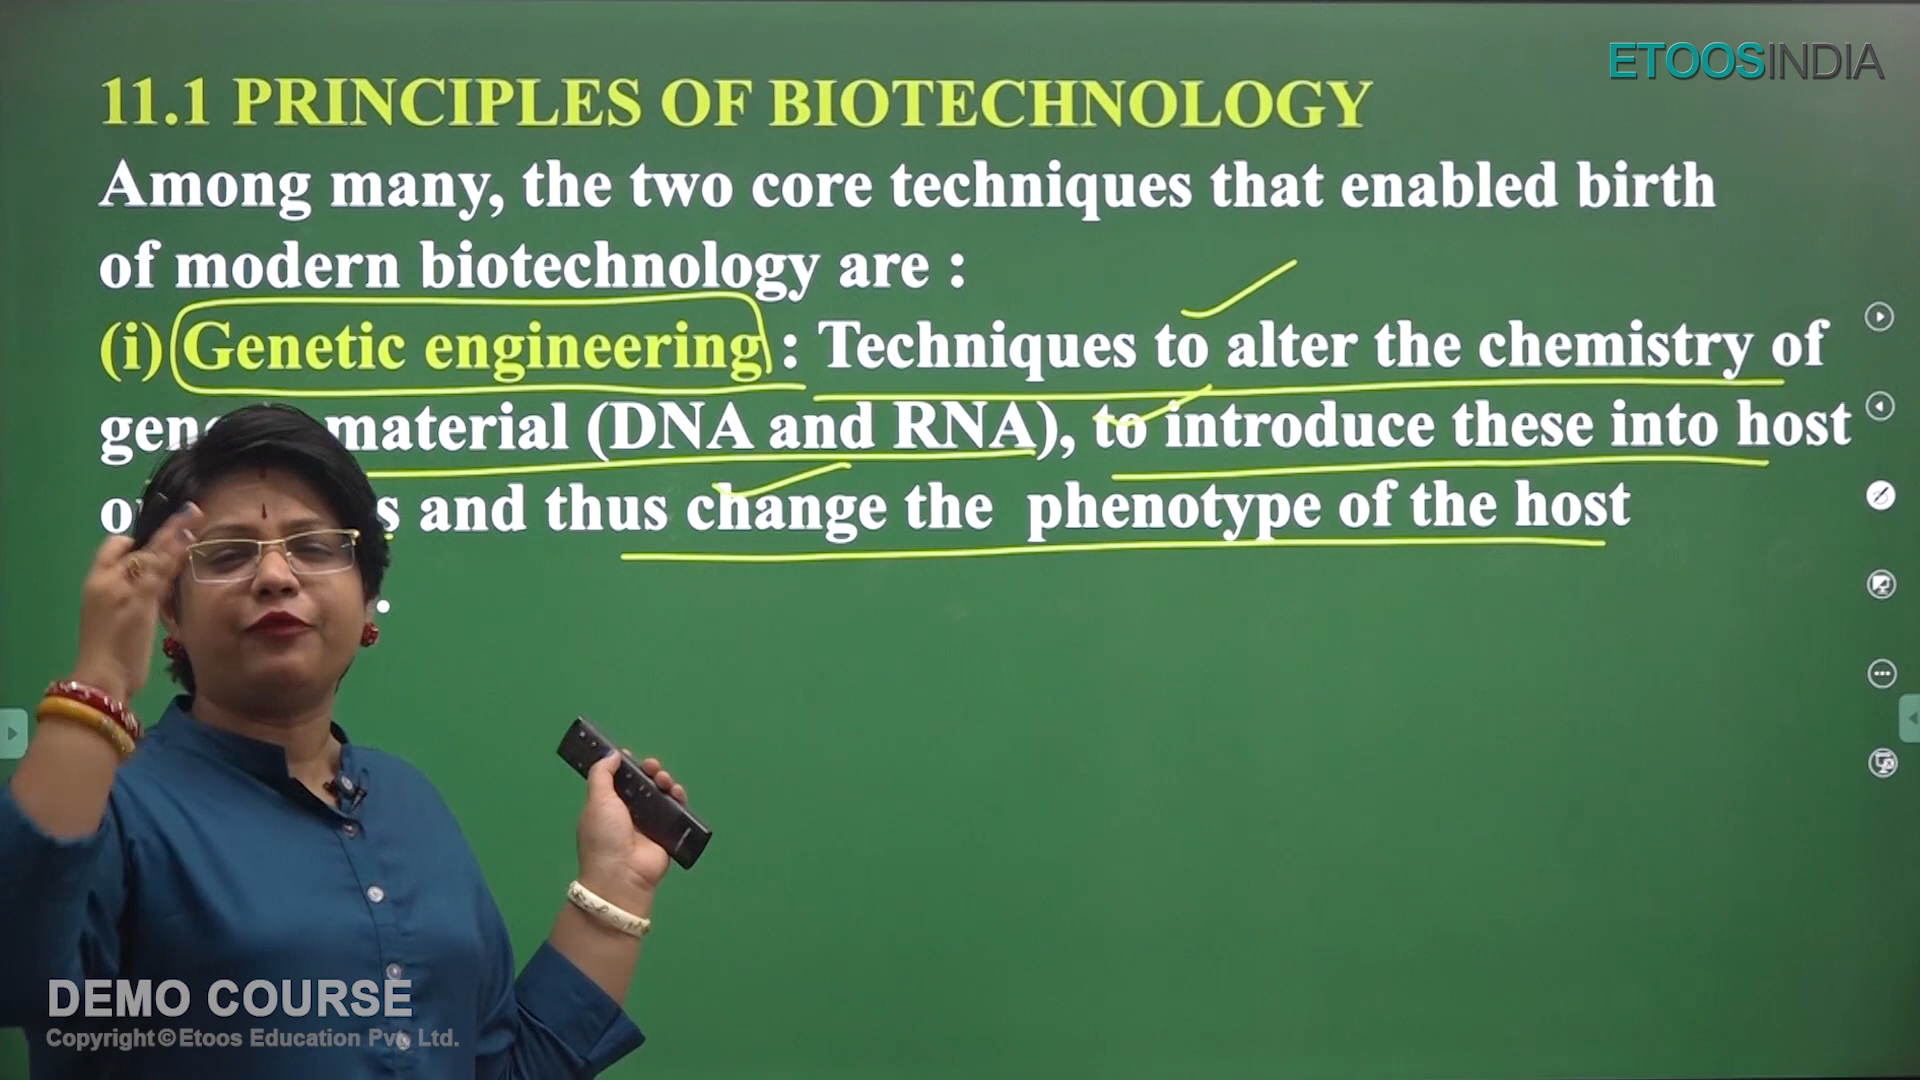 ETOOSINDIA
11.1 PRINCIPLES OF BIOTECHNOLOGY
Among many, the two core techniques that enabled birth
of modern biotechnology are :
(i) Genetic engineering : Techniques to alter the chemistry of
material (DNA and RNA), to introduce these into host
and thus change the phenotype of the host
.
DEMO COURSE
Copyright © Etoos Education Pvt. Ltd.